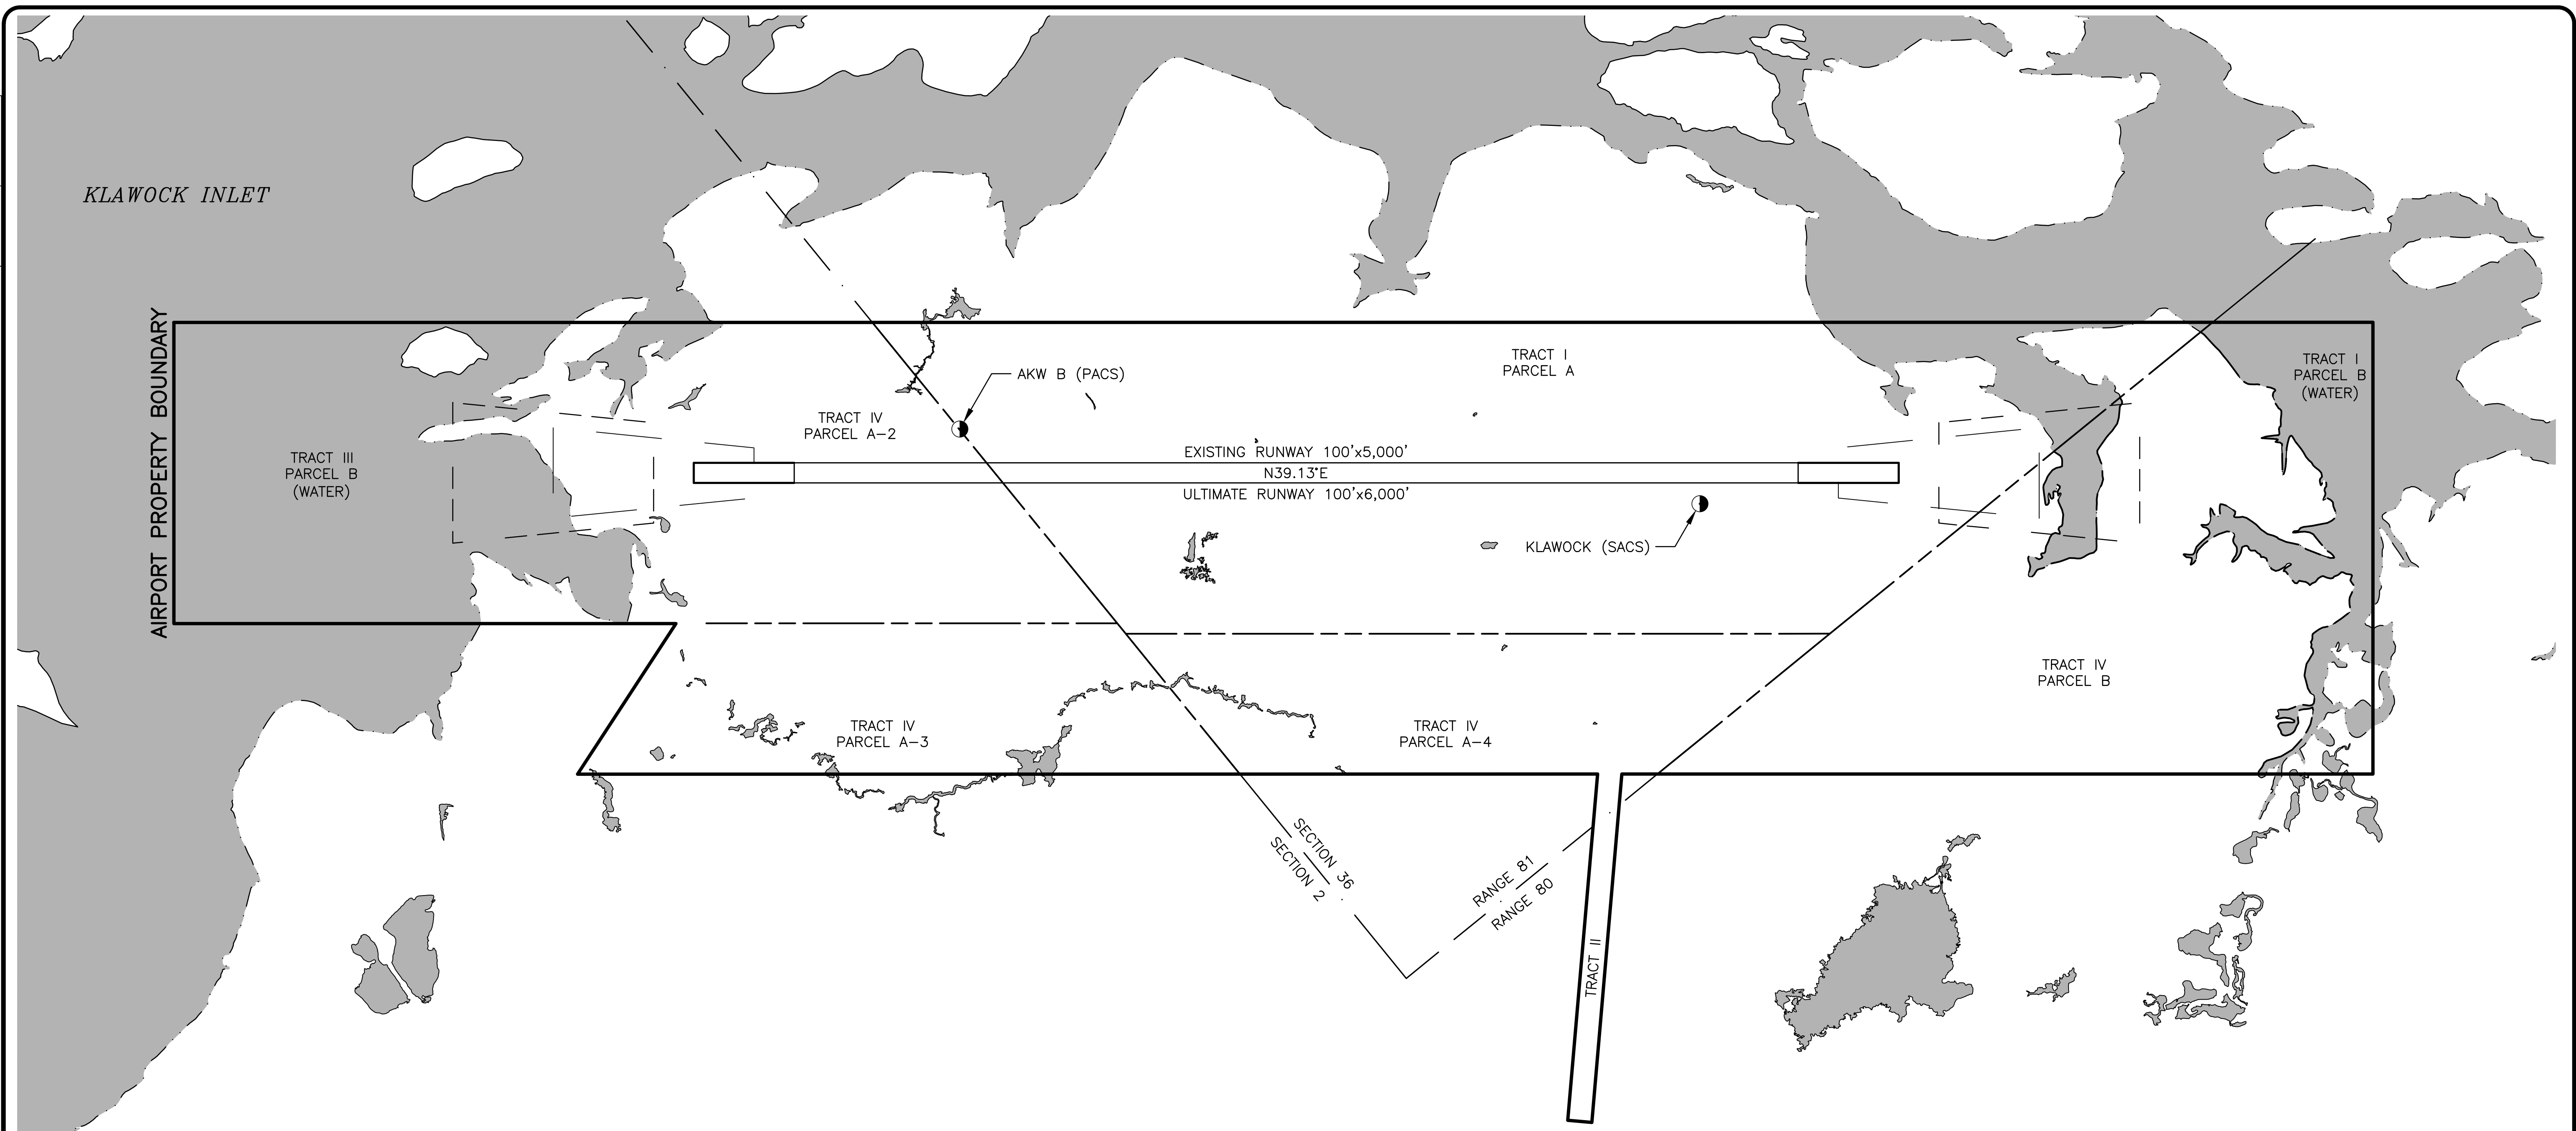 KLAWOCK INLET
AIRPORT PROPERTY BOUNDARY
TRACT III
PARCEL B
(WATER)
TRACT IV
PARCEL A-2
AKW B (PACS)
TRACT I
PARCEL A
TRACT I
PARCEL B
(WATER)
EXISTING RUNWAY 100'x5,000'
N39.13°E
ULTIMATE RUNWAY 100'x6,000'
KLAWOCK (SACS)
TRACT IV
PARCEL B
TRACT IV
PARCEL A-3
TRACT IV
PARCEL A-4
SECTION 36
SECTION 2
RANGE 81
RANGE 80
TRACT II